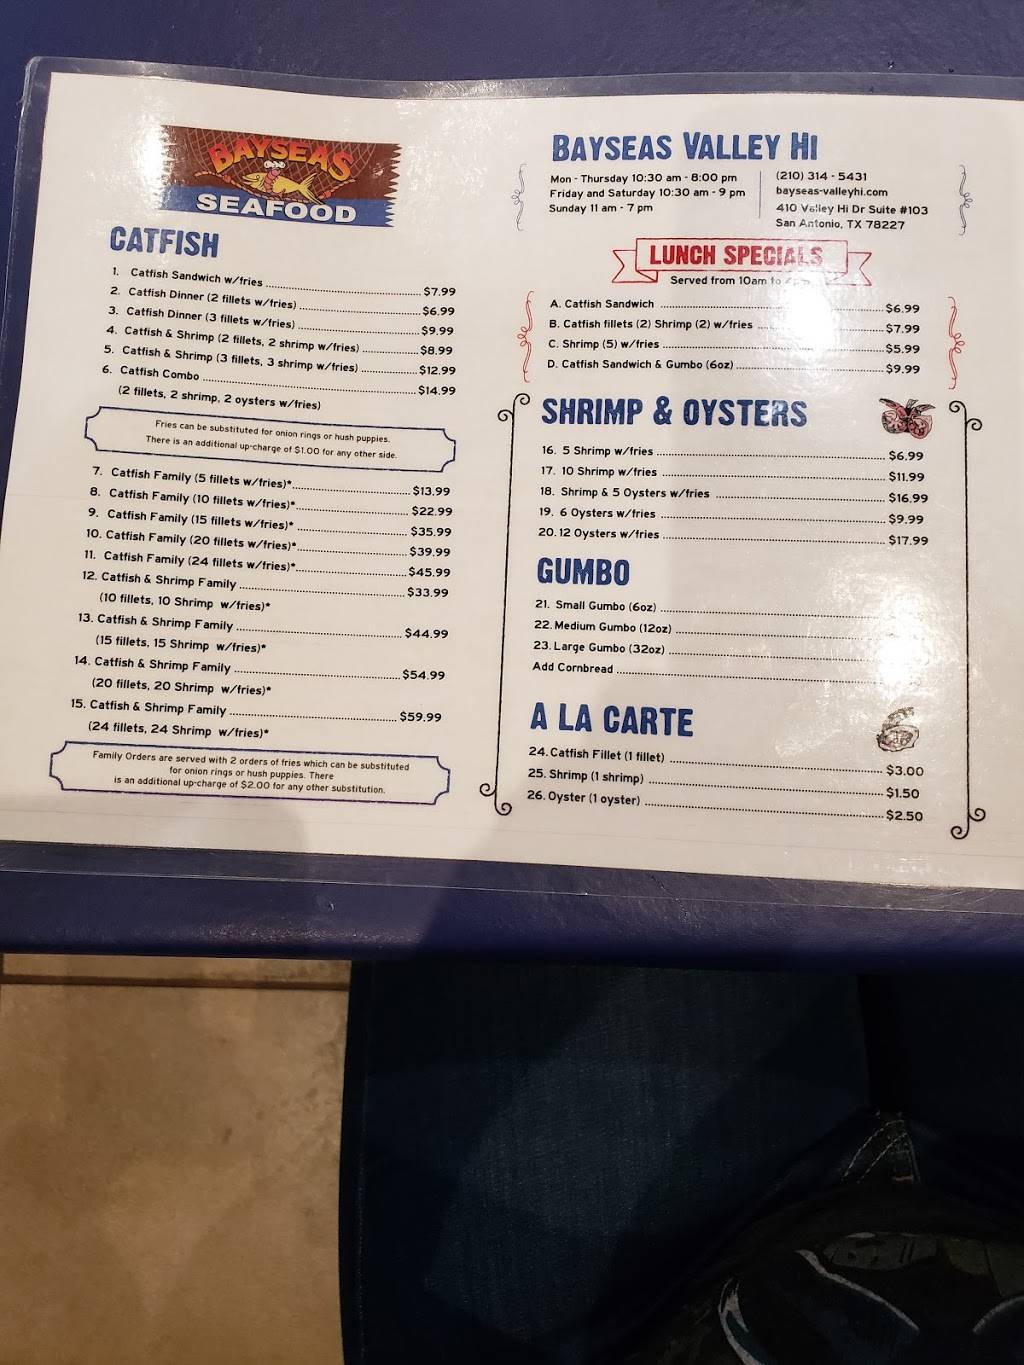 BAYSEAS
SEAFOOD
CATFISH
1. Catfish Sandwich w/fries $7.99
2. Catfish Dinner (2 fillets w/fries) $6.99
3. Catfish Dinner (3 fillets w/fries) $9.99
4. Catfish & Shrimp (2 fillets, 2 shrimp w/fries) $8.99
5. Catfish & Shrimp (3 fillets, 3 shrimp w/fries) $12.99
6. Catfish Combo $14.99
(2 fillets, 2 shrimp, 2 oysters w/fries)
Fries can be substituted for onion rings or hush puppies.
There is an additional up-charge of $1.00 for any other side.
7. Catfish Family (5 fillets w/fries)* $13.99
8. Catfish Family (10 fillets w/fries)* $22.99
9. Catfish Family (15 fillets w/fries)* $35.99
10. Catfish Family (20 fillets w/fries)* $39.99
11. Catfish Family (24 fillets w/fries)* $45.99
12. Catfish & Shrimp Family $33.99
(10 fillets, 10 Shrimp w/fries)*
13. Catfish & Shrimp Family $44.99
(15 fillets, 15 Shrimp w/fries)*
14. Catfish & Shrimp Family $54.99
(20 fillets, 20 Shrimp w/fries)*
15. Catfish & Shrimp Family $59.99
(24 fillets, 24 Shrimp w/fries)*
Family Orders are served with 2 orders of fries which can be substituted
for onion rings or hush puppies. There
is an additional up-charge of $2.00 for any other substitution.
BAYSEAS VALLEY HI
Mon - Thursday 10:30 am - 8:00 pm
Friday and Saturday 10:30 am - 9 pm
Sunday 11 am - 7 pm
(210) 314 - 5431
bayseas-valleyhi.com
410 Valley Hi Dr Suite #103
San Antonio, TX 78227
LUNCH SPECIALS
Served from 10am to
A. Catfish Sandwich $6.99
B. Catfish fillets (2) Shrimp (2) w/fries $7.99
C. Shrimp (5) w/fries $5.99
D. Catfish Sandwich & Gumbo (6oz) $9.99
SHRIMP & OYSTERS
16. 5 Shrimp w/fries $6.99
17. 10 Shrimp w/fries $11.99
18. Shrimp & 5 Oysters w/fries $16.99
19. 6 Oysters w/fries $9.99
20. 12 Oysters w/fries $17.99
GUMBO
21. Small Gumbo (6oz)
22. Medium Gumbo (12oz)
23. Large Gumbo (32oz)
Add Cornbread
A LA CARTE
24. Catfish Fillet (1 fillet) $3.00
25. Shrimp (1 shrimp) $1.50
26. Oyster (1 oyster) $2.50